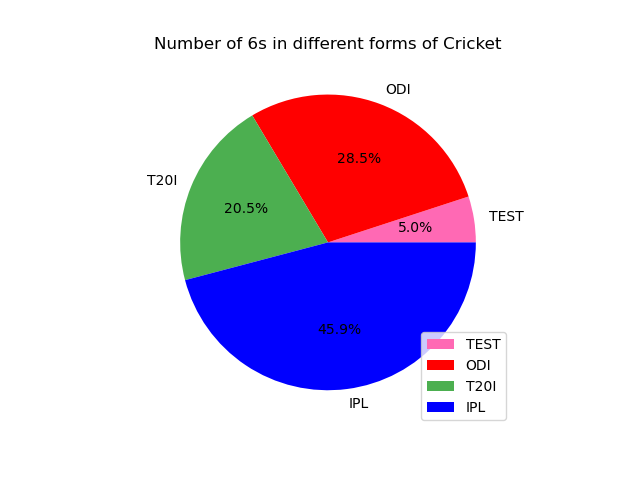 Number of 6s in different forms of Cricket
ODI
28.5%
T20I
20.5%
TEST
5.0%
45.9%
IPL
TEST
ODI
T20I
IPL